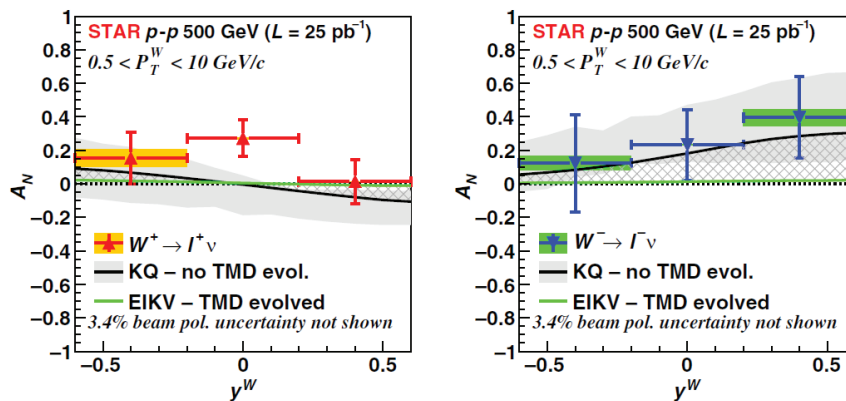 STAR p-p 500 GeV (L = 25 pb⁻¹)
0.5 < P_T^W < 10 GeV/c
A_N
1
0.8
0.6
0.4
0.2
0
−0.2
−0.4
−0.6
−0.8
−1
W⁺ → l⁺ ν
KQ – no TMD evol.
EIKV – TMD evolved
3.4% beam pol. uncertainty not shown
−0.5
0
0.5
y^W
STAR p-p 500 GeV (L = 25 pb⁻¹)
0.5 < P_T^W < 10 GeV/c
A_N
1
0.8
0.6
0.4
0.2
0
−0.2
−0.4
−0.6
−0.8
−1
W⁻ → l⁻ ν
KQ – no TMD evol.
EIKV – TMD evolved
3.4% beam pol. uncertainty not shown
−0.5
0
0.5
y^W